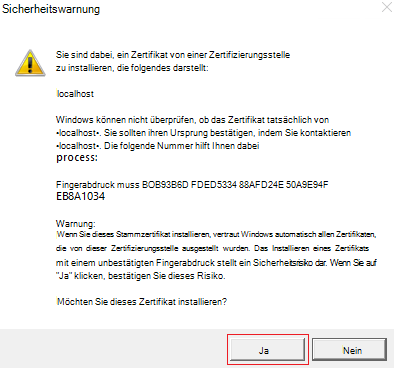 Sicherheitswarnung
Sie sind dabei, ein Zertifikat von einer Zertifizierungsstelle
zu installieren, die folgendes darstellt:
localhost
Windows können nicht überprüfen, ob das Zertifikat tatsächlich von
•localhost•. Sie sollten ihren Ursprung bestätigen, indem Sie kontaktieren
•localhost•. Die folgende Nummer hilft Ihnen dabei
process:
Fingerabdruck muss BOB93B6D FDED5334 88AFD24E 50A9E94F
EB8A1034
Warnung:
Wenn Sie dieses Stammzertifikat installieren, vertraut Windows automatisch allen Zertifikaten,
die von dieser Zertifizierungsstelle ausgestellt wurden. Das Installieren eines Zertifikats
mit einem unbestätigten Fingerabdruck stellt ein Sicherheitsrisiko dar. Wenn Sie auf
"Ja" klicken, bestätigen Sie dieses Risiko.
Möchten Sie dieses Zertifikat installieren?
Ja
Nein